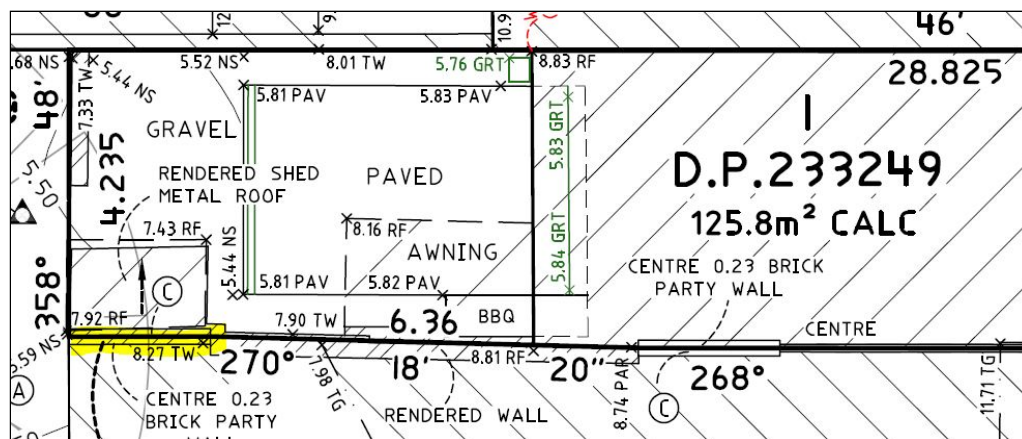 46'
10.9
.68 NS
5.44 NS
5.52 NS
8.01 TW
5.76 GRT
8.83 RF
28.825
48'
7.33 TW
5.81 PAV
5.83 PAV
1
4.235
GRAVEL
5.83 GRT
5.50
RENDERED SHED
METAL ROOF
PAVED
D.P.233249
125.8m² CALC
7.43 RF
8.16 RF
AWNING
5.84 GRT
5.44 NS
358°
C
5.81 PAV
5.82 PAV
CENTRE 0.23 BRICK
PARTY WALL
7.92 RF
7.90 TW
6.36
BBQ
CENTRE
5.59 NS
8.27 TW
270°
18'
8.81 RF
20"
268°
7.98 TG
8.74 PAR
11.71 TG
A
CENTRE 0.23
BRICK PARTY
RENDERED WALL
C